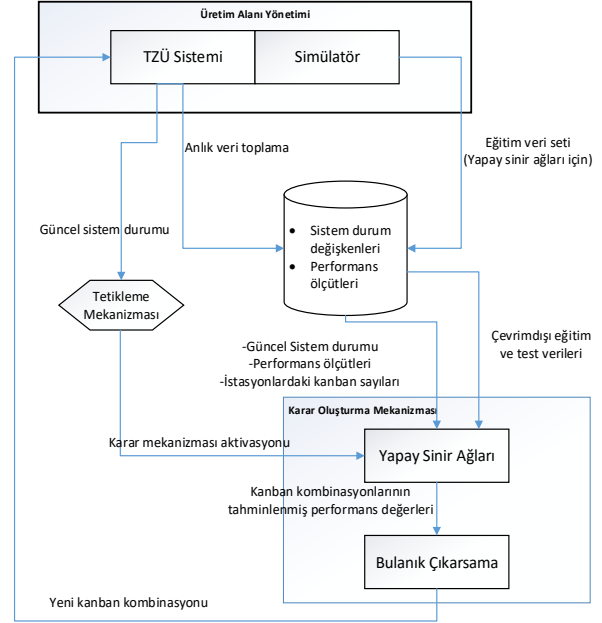 Üretim Alanı Yönetimi
TZÜ Sistemi
Simülatör
Anlık veri toplama
Eğitim veri seti
(Yapay sinir ağları için)
Güncel sistem durumu
• Sistem durum
değişkenleri
• Performans
ölçütleri
Tetikleme
Mekanizması
-Güncel Sistem durumu
-Performans ölçütleri
-İstasyonlardaki kanban sayıları
Çevrimdışı eğitim
ve test verileri
Karar Oluşturma Mekanizması
Karar mekanizması aktivasyonu
Yapay Sinir Ağları
Kanban kombinasyonlarının
tahminlenmiş performans değerleri
Bulanık Çıkarsama
Yeni kanban kombinasyonu